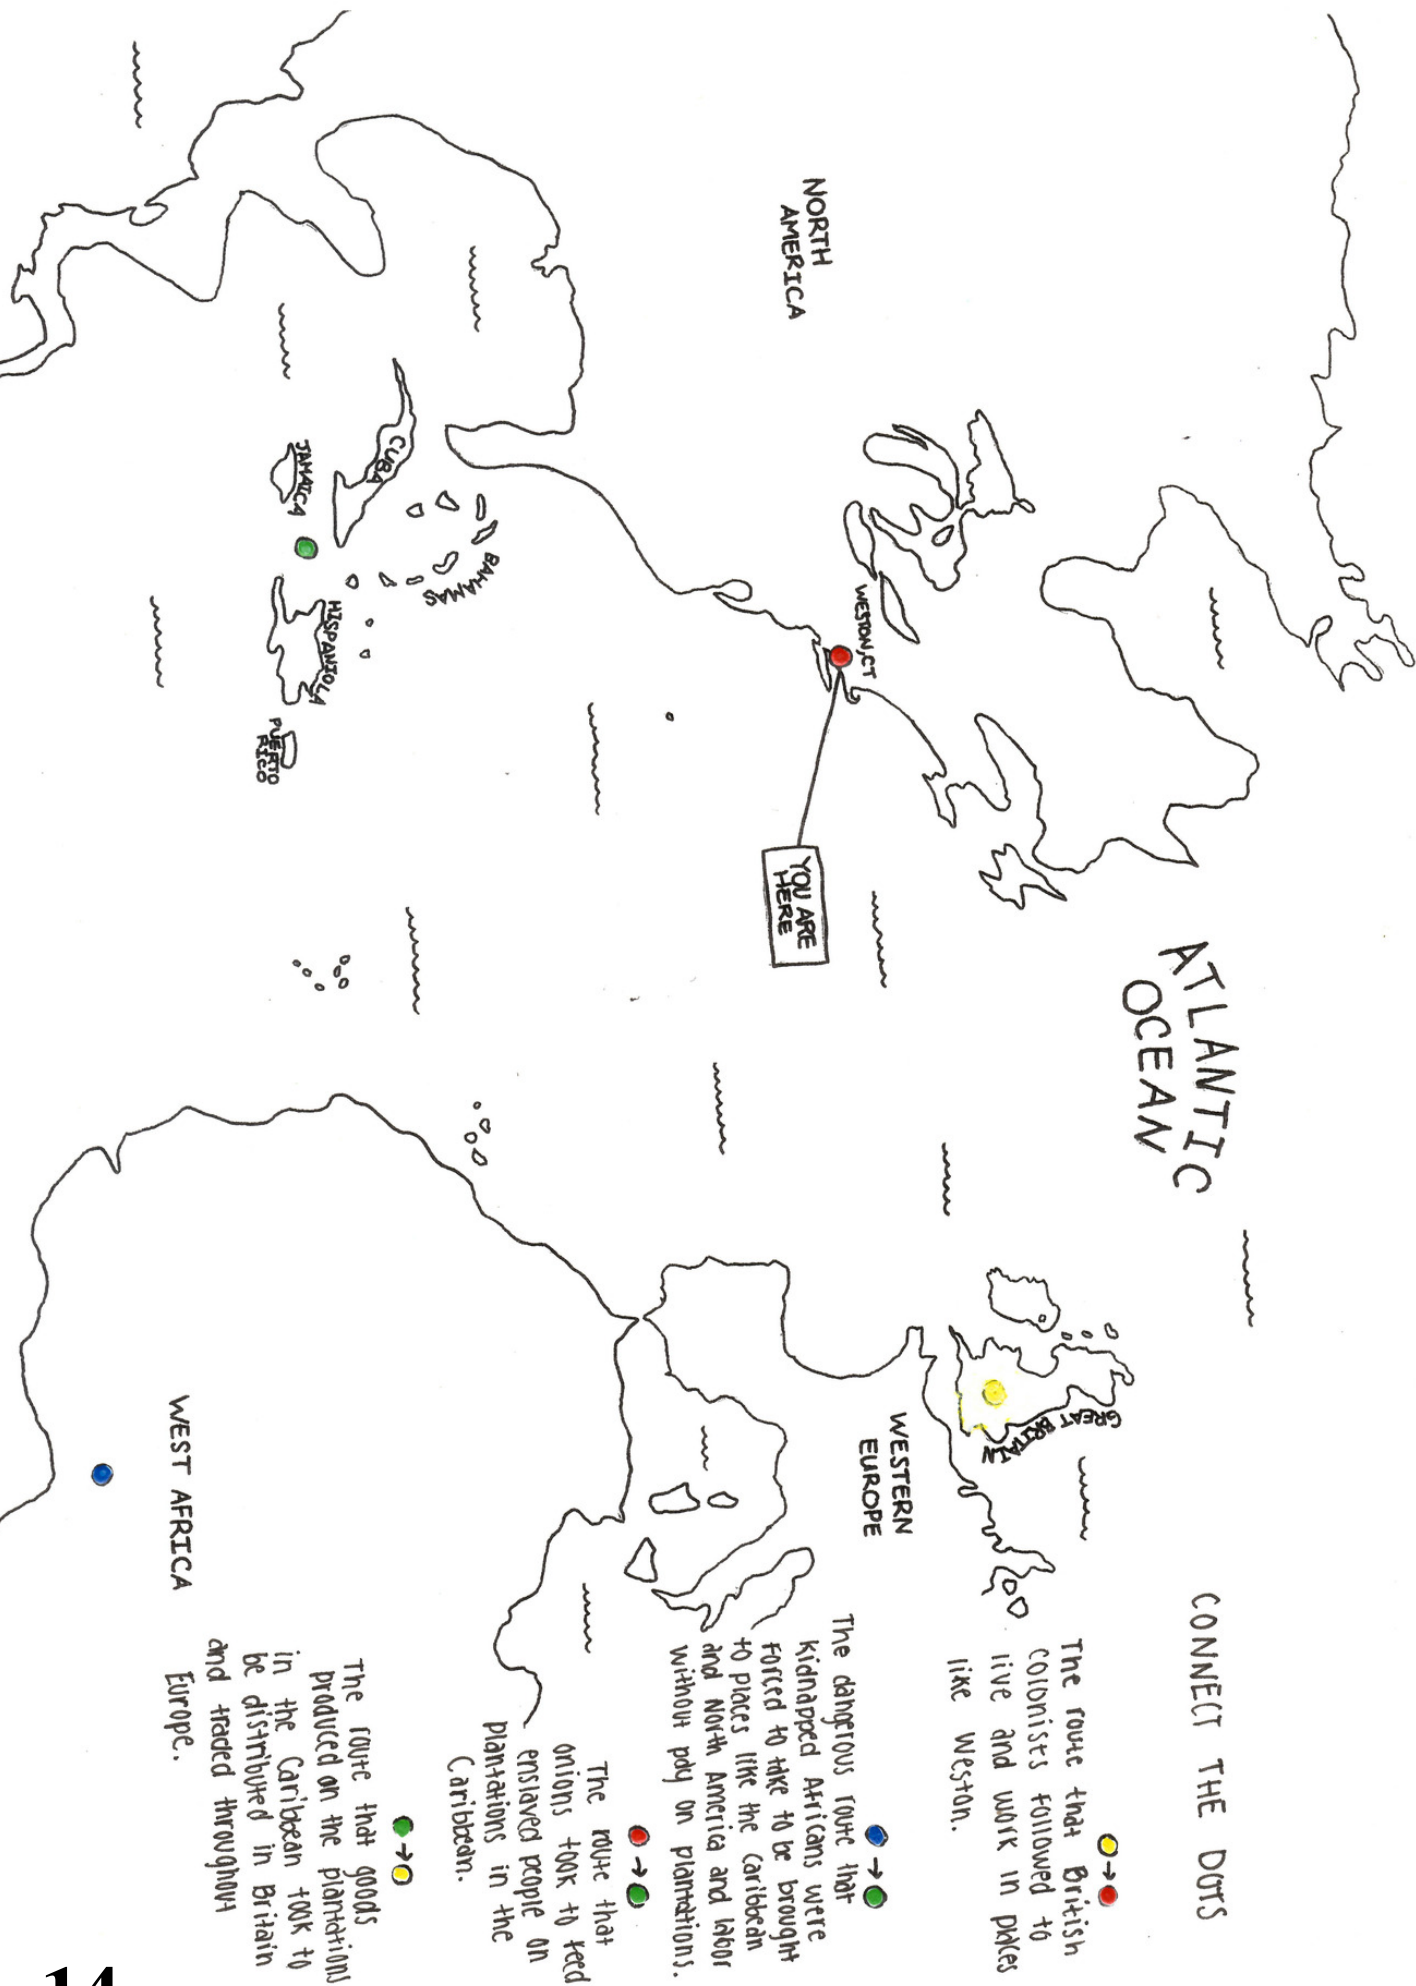 NORTH
AMERICA
WESTON, CT
YOU ARE
HERE
CUBA
JAMAICA
BAHAMAS
HISPANIOLA
PUERTO
RICO
ATLANTIC
OCEAN
GREAT BRITAIN
WESTERN
EUROPE
WEST AFRICA
CONNECT THE DOTS
The route that British
colonists followed to
live and work in places
like Weston.
The dangerous route that
kidnapped Africans were
forced to take to be brought
to places like the Caribbean
and North America and labor
without pay on plantations.
The route that
onions took to feed
enslaved people on
plantations in the
Caribbean.
The route that goods
produced on the plantations
in the Caribbean took to
be distributed in Britain
and traded throughout
Europe.
14